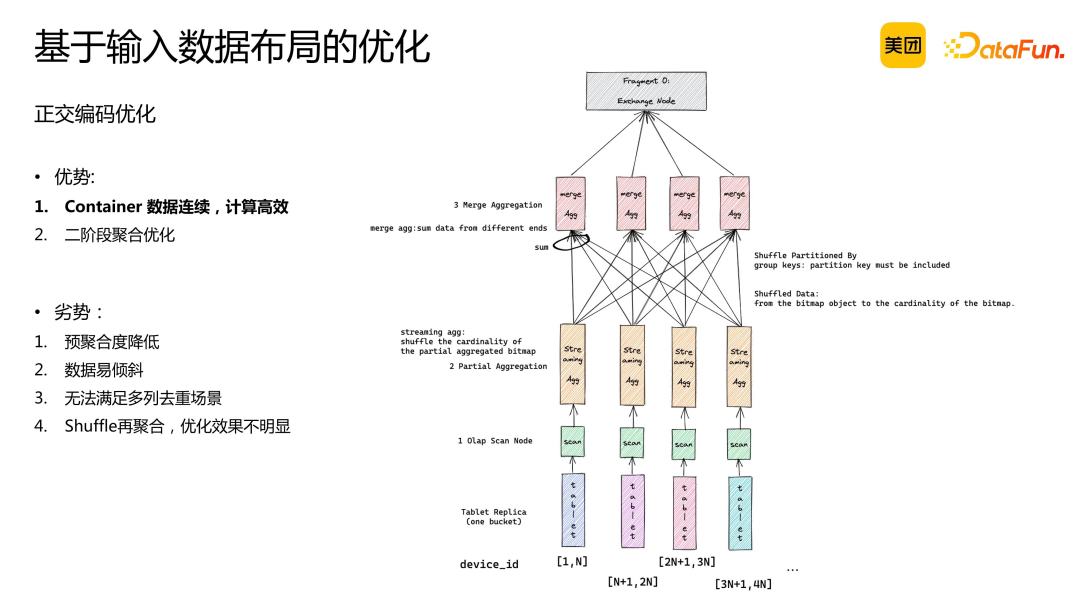 基于输入数据布局的优化
美团
DataFun.
正交编码优化
• 优势:
1. Container 数据连续，计算高效
2. 二阶段聚合优化
• 劣势：
1. 预聚合度降低
2. 数据易倾斜
3. 无法满足多列去重场景
4. Shuffle再聚合，优化效果不明显
Fragment 0:
Exchange Node
3 Merge Aggregation
merge
Agg
merge
Agg
merge
Agg
merge
Agg
merge agg:sum data from different ends
sum
Shuffle Partitioned By
group keys: partition key must be included
Shuffled Data:
from the bitmap object to the cardinality of the bitmap.
streaming agg:
shuffle the cardinality of
the partial aggregated bitmap
2 Partial Aggregation
Stre
aming
Agg
Stre
aming
Agg
Stre
aming
Agg
Stre
aming
Agg
1 Olap Scan Node
scan
scan
scan
scan
Tablet Replica
(one bucket)
tablet
tablet
tablet
tablet
device_id
[1,N]
[N+1,2N]
[2N+1,3N]
[3N+1,4N]
...